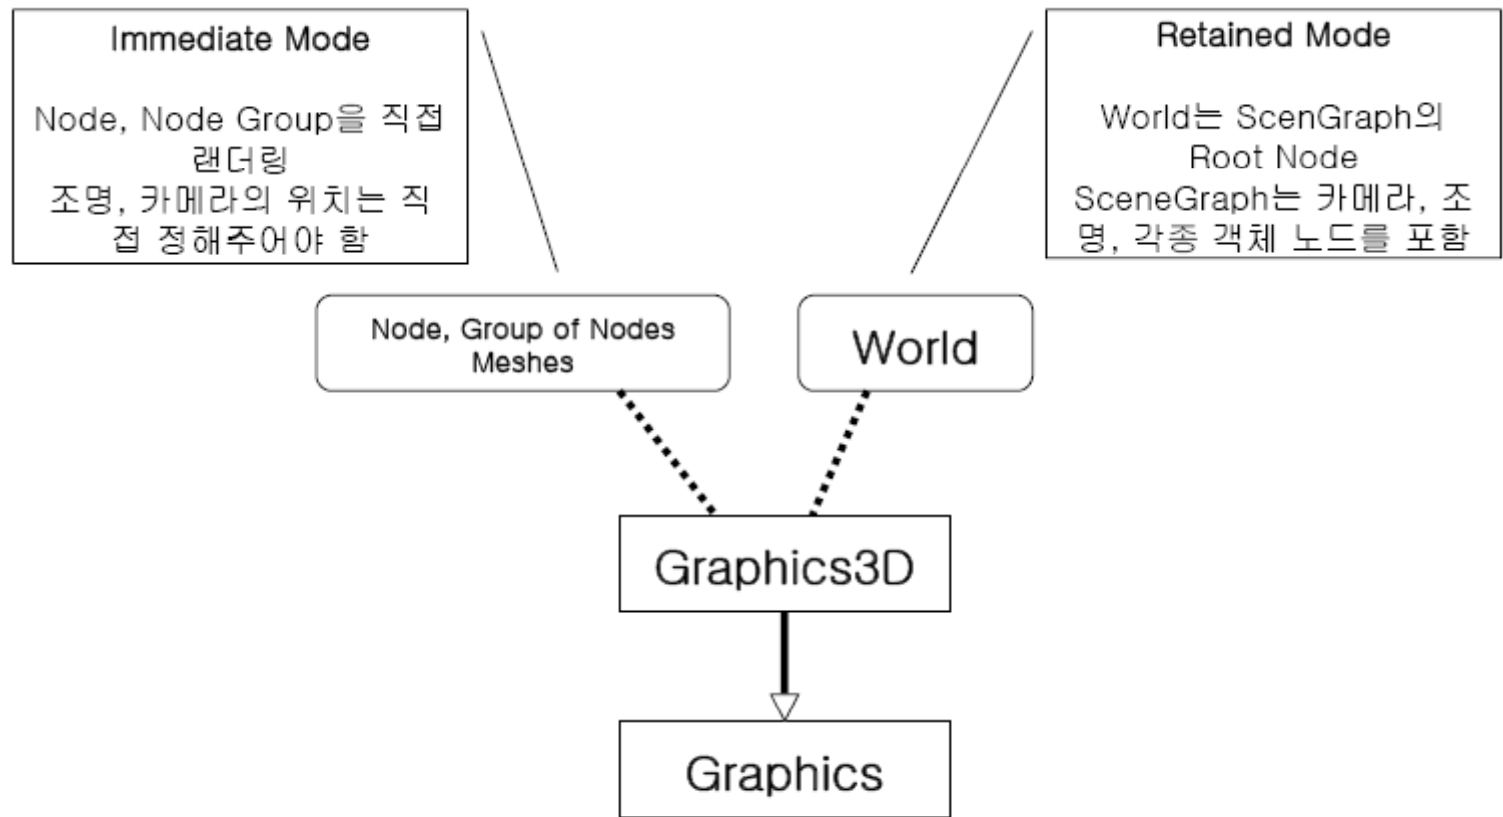 Immediate Mode
Node, Node Group을 직접
랜더링
조명, 카메라의 위치는 직
접 정해주어야 함
Retained Mode
World는 ScenGraph의
Root Node
SceneGraph는 카메라, 조
명, 각종 객체 노드를 포함
Node, Group of Nodes
Meshes
World
Graphics3D
Graphics